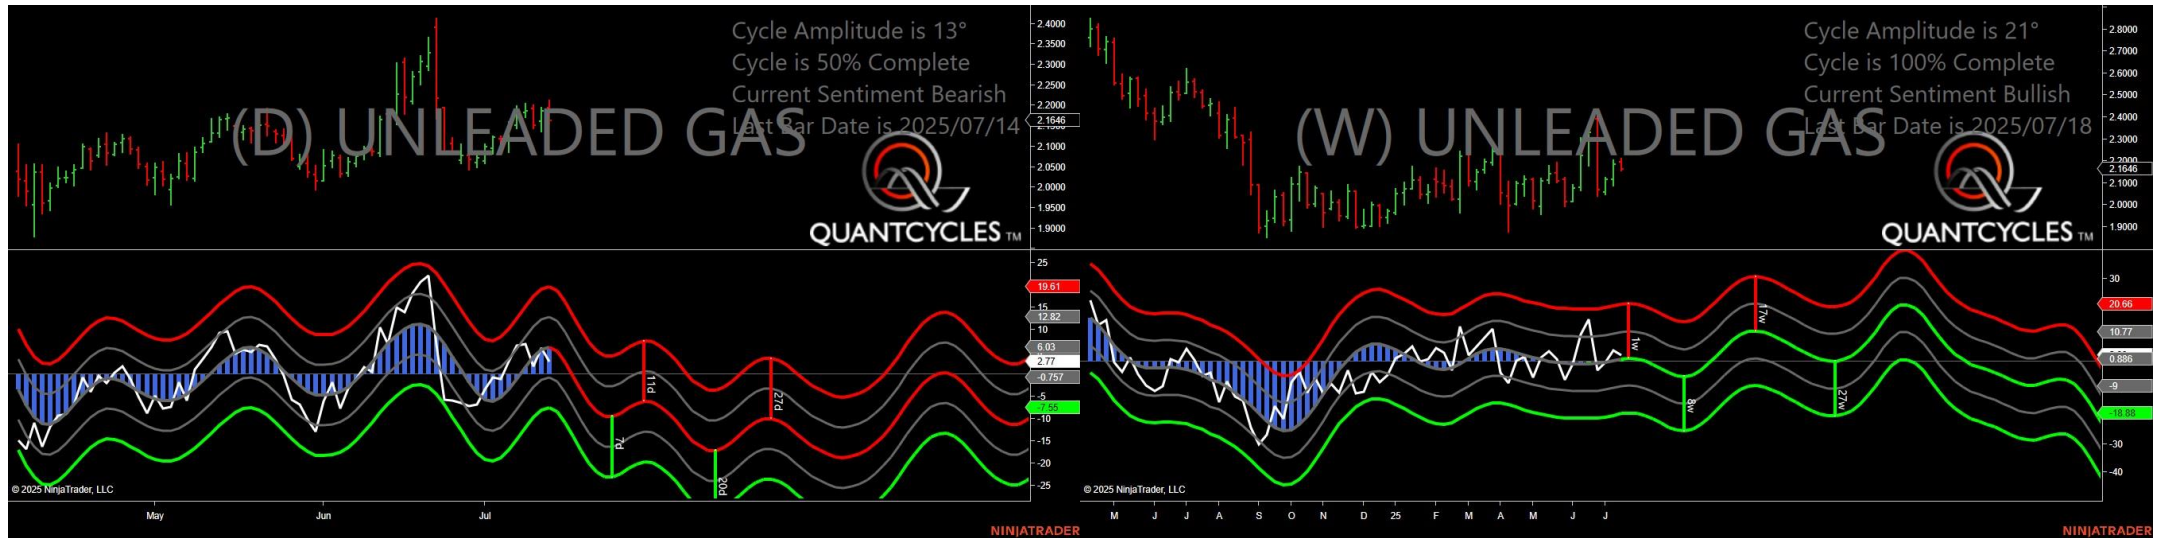 Cycle Amplitude is 13°
Cycle is 50% Complete
Current Sentiment Bearish
Last Bar Date is 2025/07/14
(D) UNLEADED GAS
QUANTCYCLES TM
2.4000
2.3500
2.3000
2.2500
2.2000
2.1646
2.1000
2.0500
2.0000
1.9500
1.9000
25
19.61
15
12.82
10
6.03
2.77
-0.757
-5
-7.55
-10
-15
-20
-25
7d
11d
20d
27d
© 2025 NinjaTrader, LLC
May Jun Jul
NINJATRADER
Cycle Amplitude is 21°
Cycle is 100% Complete
Current Sentiment Bullish
Last Bar Date is 2025/07/18
(W) UNLEADED GAS
QUANTCYCLES TM
2.8000
2.7000
2.6000
2.5000
2.4000
2.3000
2.2000
2.1646
2.1000
2.0000
1.9000
30
20.66
10.77
0.886
-9
-18.88
-30
-40
1w
8w
17w
27w
© 2025 NinjaTrader, LLC
M J J A S O N D 25 F M A M J J
NINJATRADER